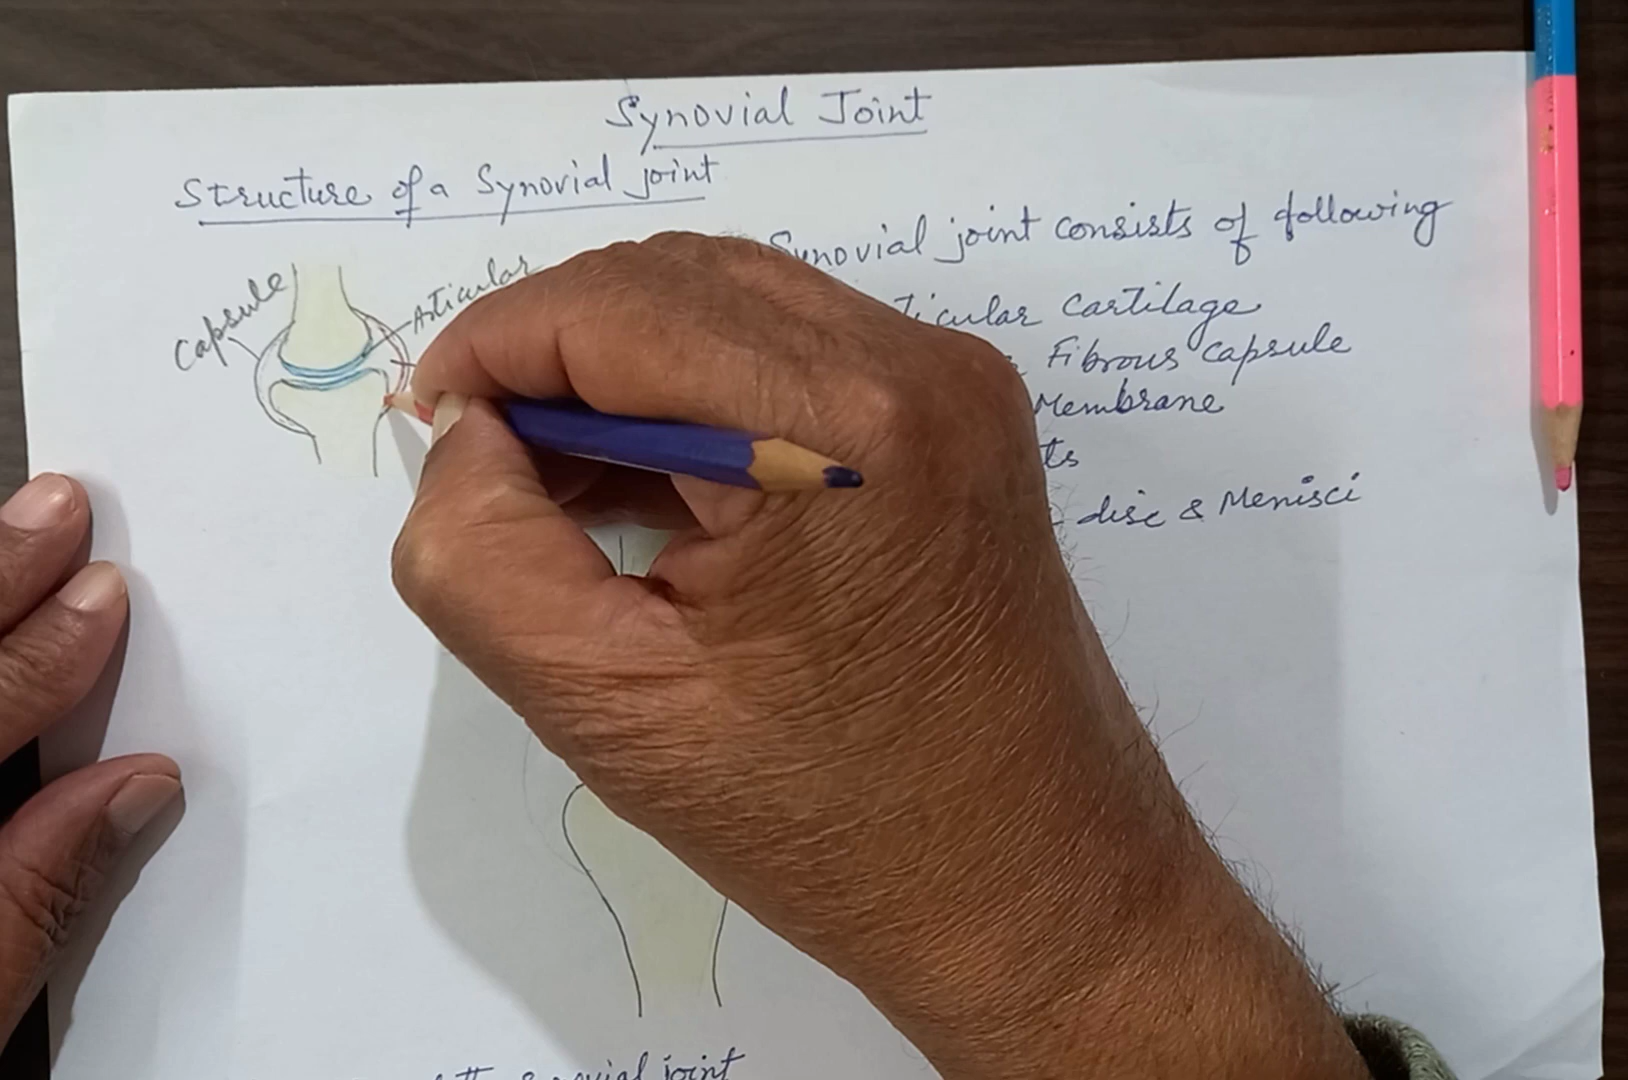 Synovial Joint
Structure of a Synovial joint
Synovial joint consists of following
Capsule
Articular
ticular Cartilage
Fibrous Capsule
Membrane
ts
disc & Menisci
joint